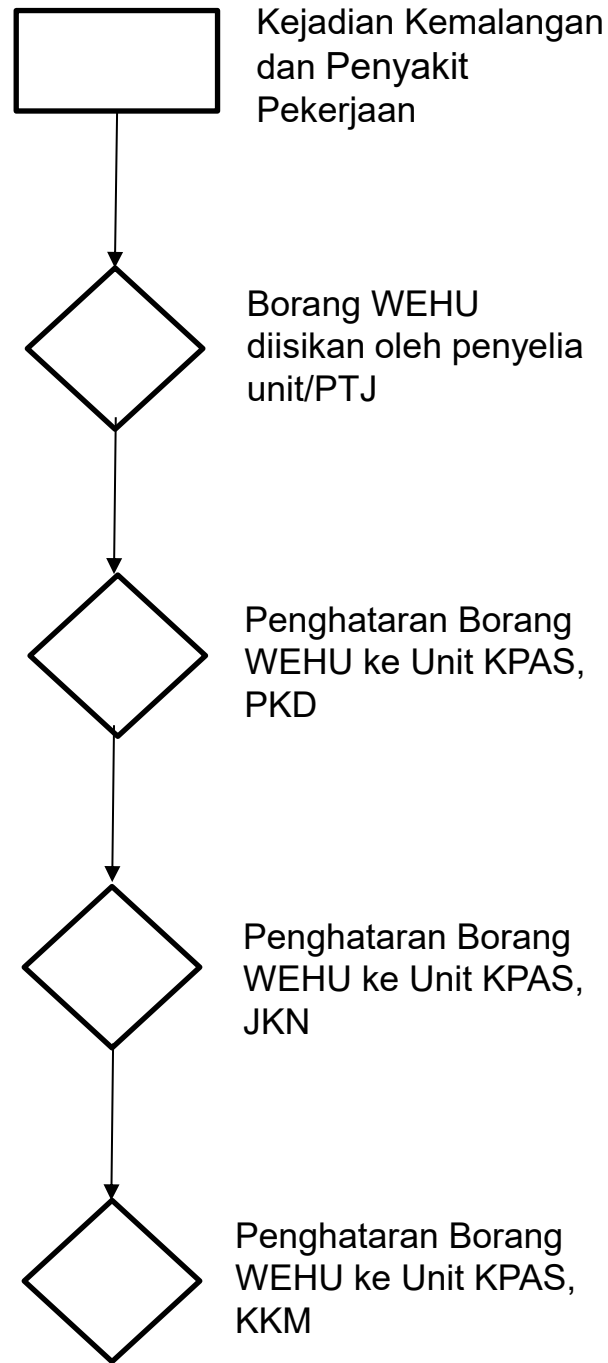 Kejadian Kemalangan
dan Penyakit
Pekerjaan
Borang WEHU
diisikan oleh penyelia
unit/PTJ
Penghataran Borang
WEHU ke Unit KPAS,
PKD
Penghataran Borang
WEHU ke Unit KPAS,
JKN
Penghataran Borang
WEHU ke Unit KPAS,
KKM